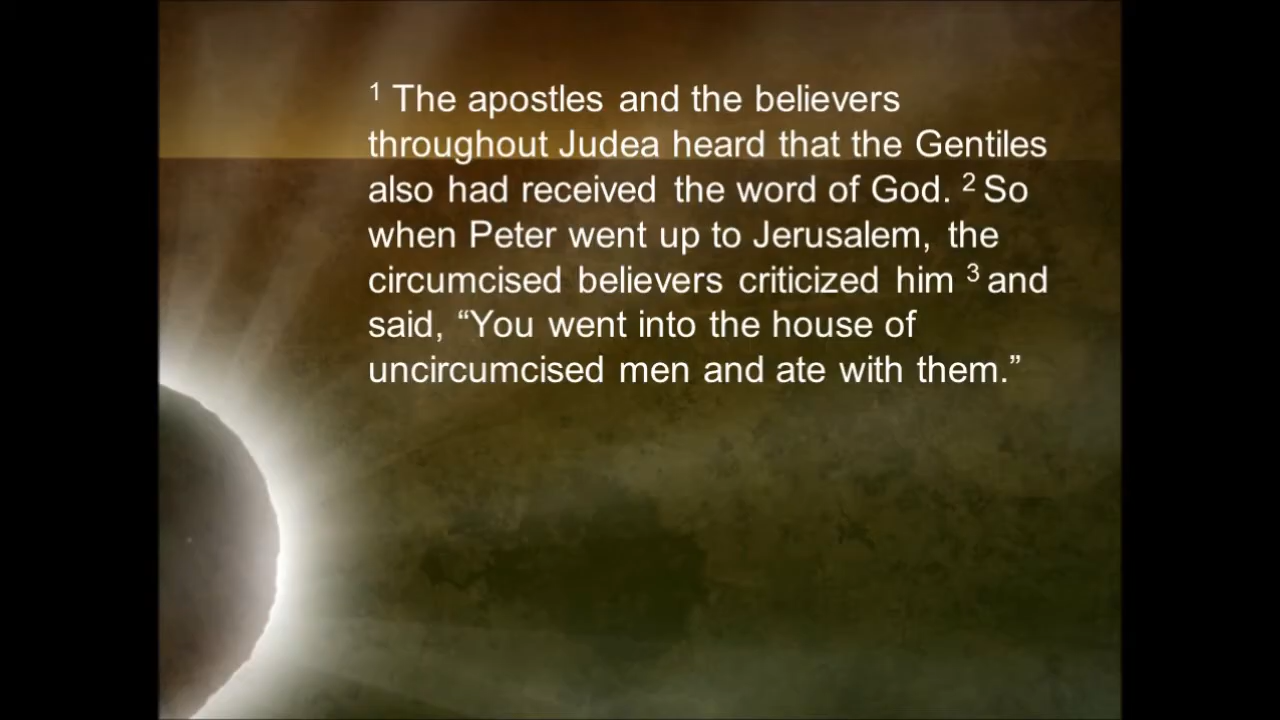 1 The apostles and the believers
throughout Judea heard that the Gentiles
also had received the word of God. 2 So
when Peter went up to Jerusalem, the
circumcised believers criticized him 3 and
said, “You went into the house of
uncircumcised men and ate with them.”